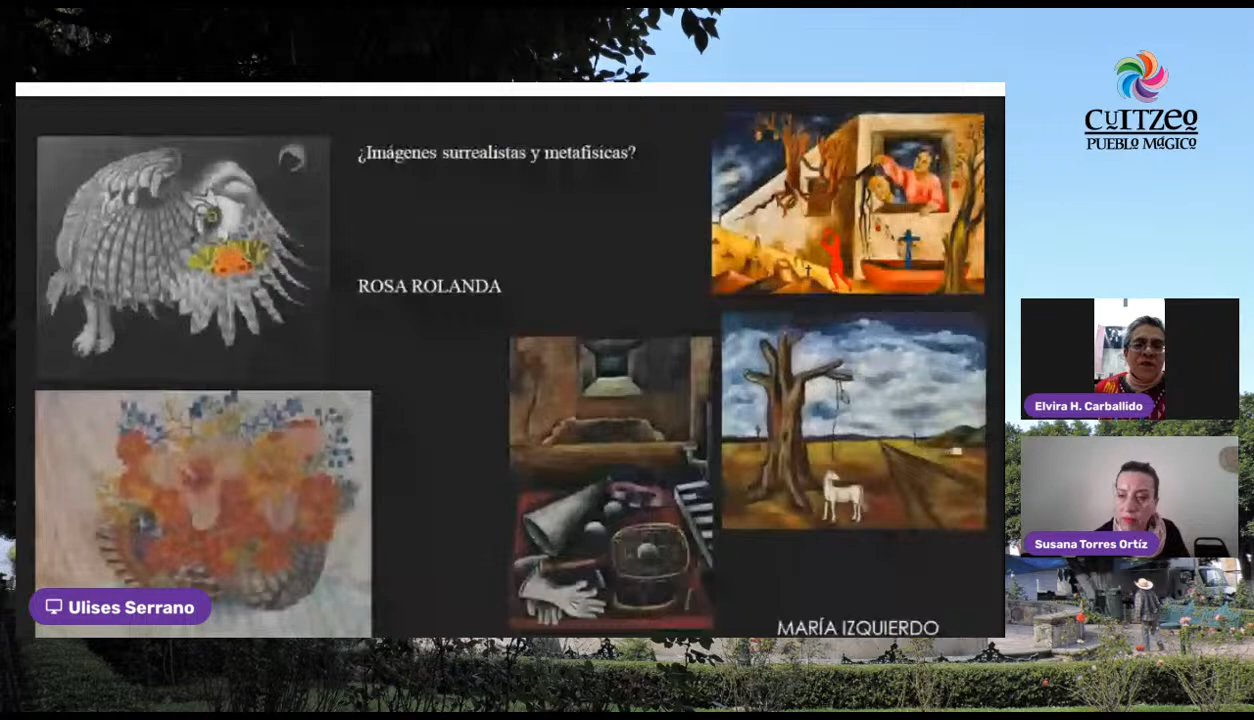 ¿Imágenes surrealistas y metafísicas?
ROSA ROLANDA
MARÍA IZQUIERDO
Ulises Serrano
CUITZEO
PUEBLO MáGICO
Elvira H. Carballido
Susana Torres Ortíz